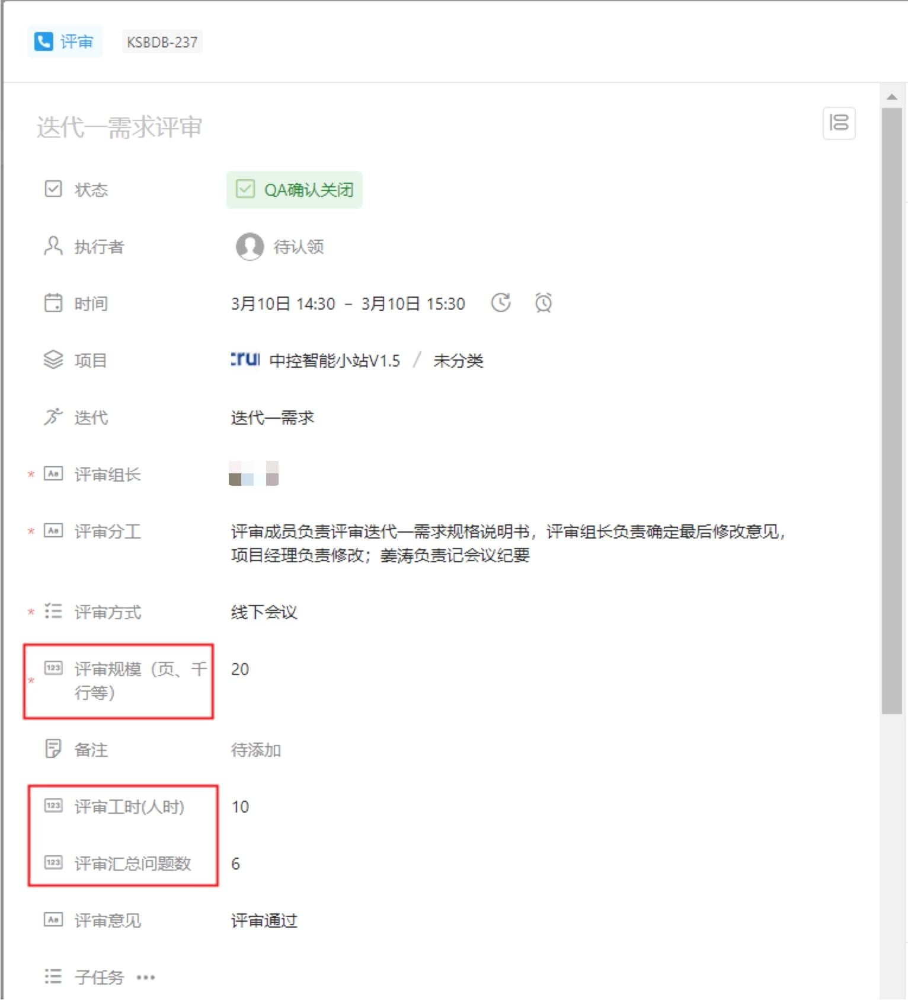 评审 KSBDB-237
迭代一需求评审
状态 QA确认关闭
执行者 待认领
时间 3月10日 14:30 – 3月10日 15:30
项目 中控智能小站V1.5 / 未分类
迭代 迭代一需求
* 评审组长
* 评审分工 评审成员负责评审迭代一需求规格说明书，评审组长负责确定最后修改意见，
项目经理负责修改；姜涛负责记会议纪要
* 评审方式 线下会议
* 评审规模（页、千 20
行等）
备注 待添加
评审工时(人时) 10
评审汇总问题数 6
评审意见 评审通过
子任务 •••